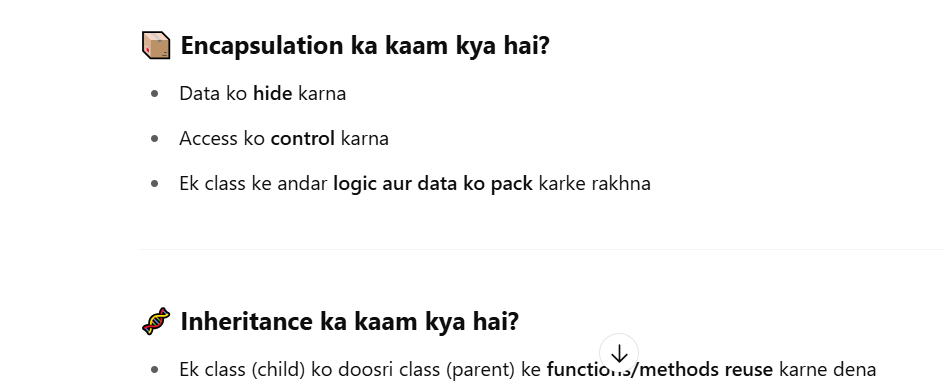 Encapsulation ka kaam kya hai?
Data ko hide karna
Access ko control karna
Ek class ke andar logic aur data ko pack karke rakhna
Inheritance ka kaam kya hai?
Ek class (child) ko doosri class (parent) ke functions/methods reuse karne dena